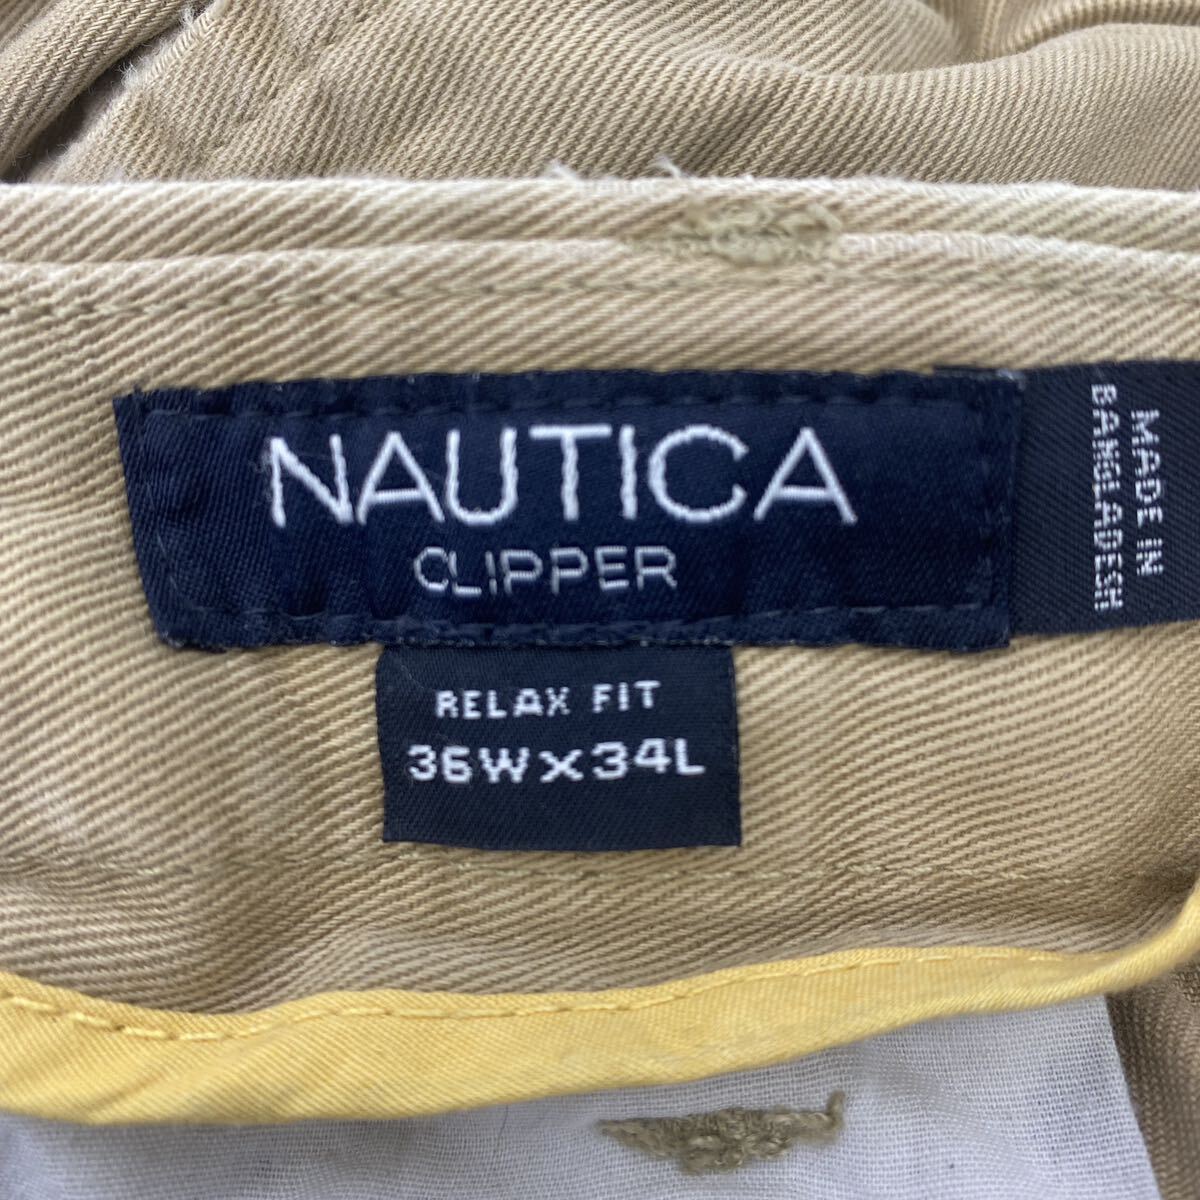 NAUTICA
CLIPPER
RELAX FIT
36W X 34L
MADE IN
BANGLADESH